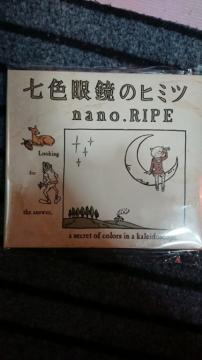 七色眼鏡のヒミツ
nano.RIPE
Looking
for
the answer.
a secret of colors in a kaleidoscope